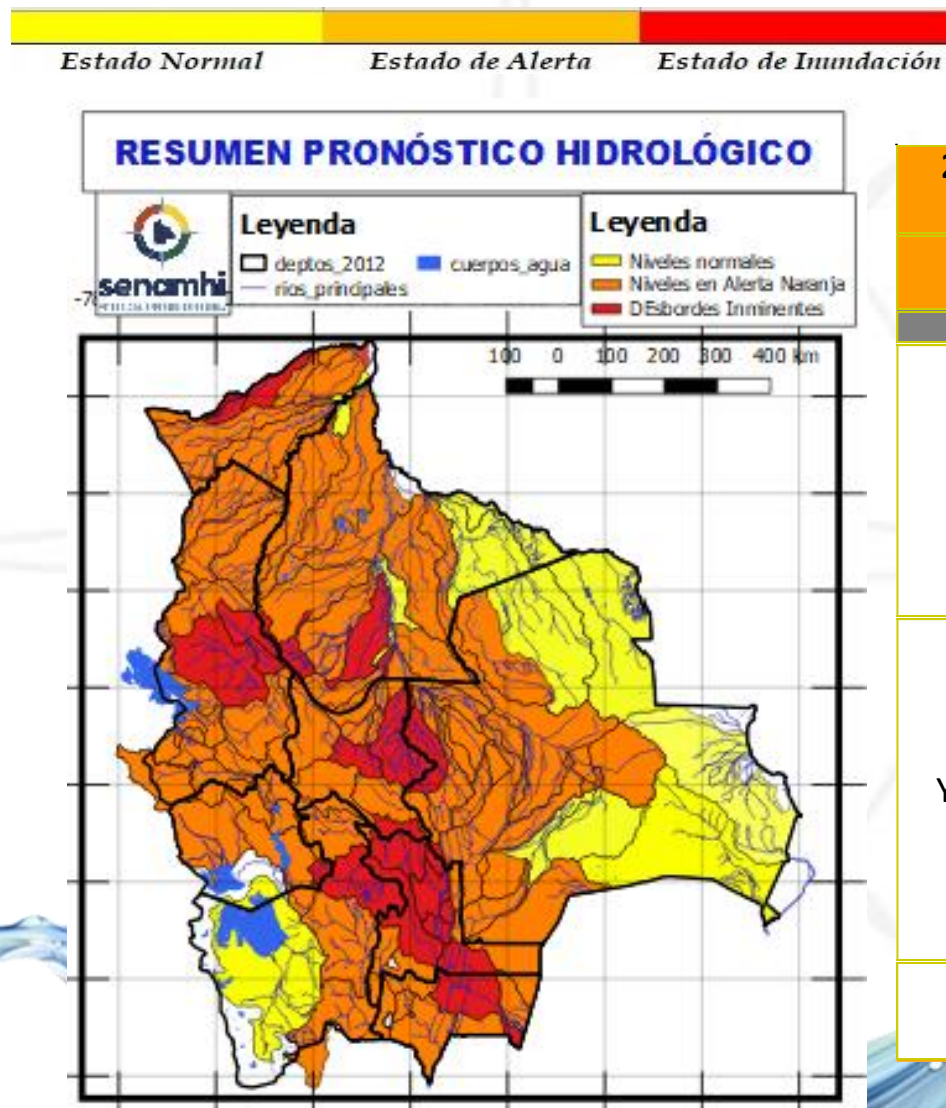 Estado Normal Estado de Alerta Estado de Inundación
RESUMEN PRONÓSTICO HIDROLÓGICO
senamhi
Leyenda
deptos_2012 cuerpos_agua
rios_principales
Leyenda
Niveles normales
Niveles en Alerta Naranja
DEsbordes Inminentes
100 0 100 200 300 400 km
2
Y